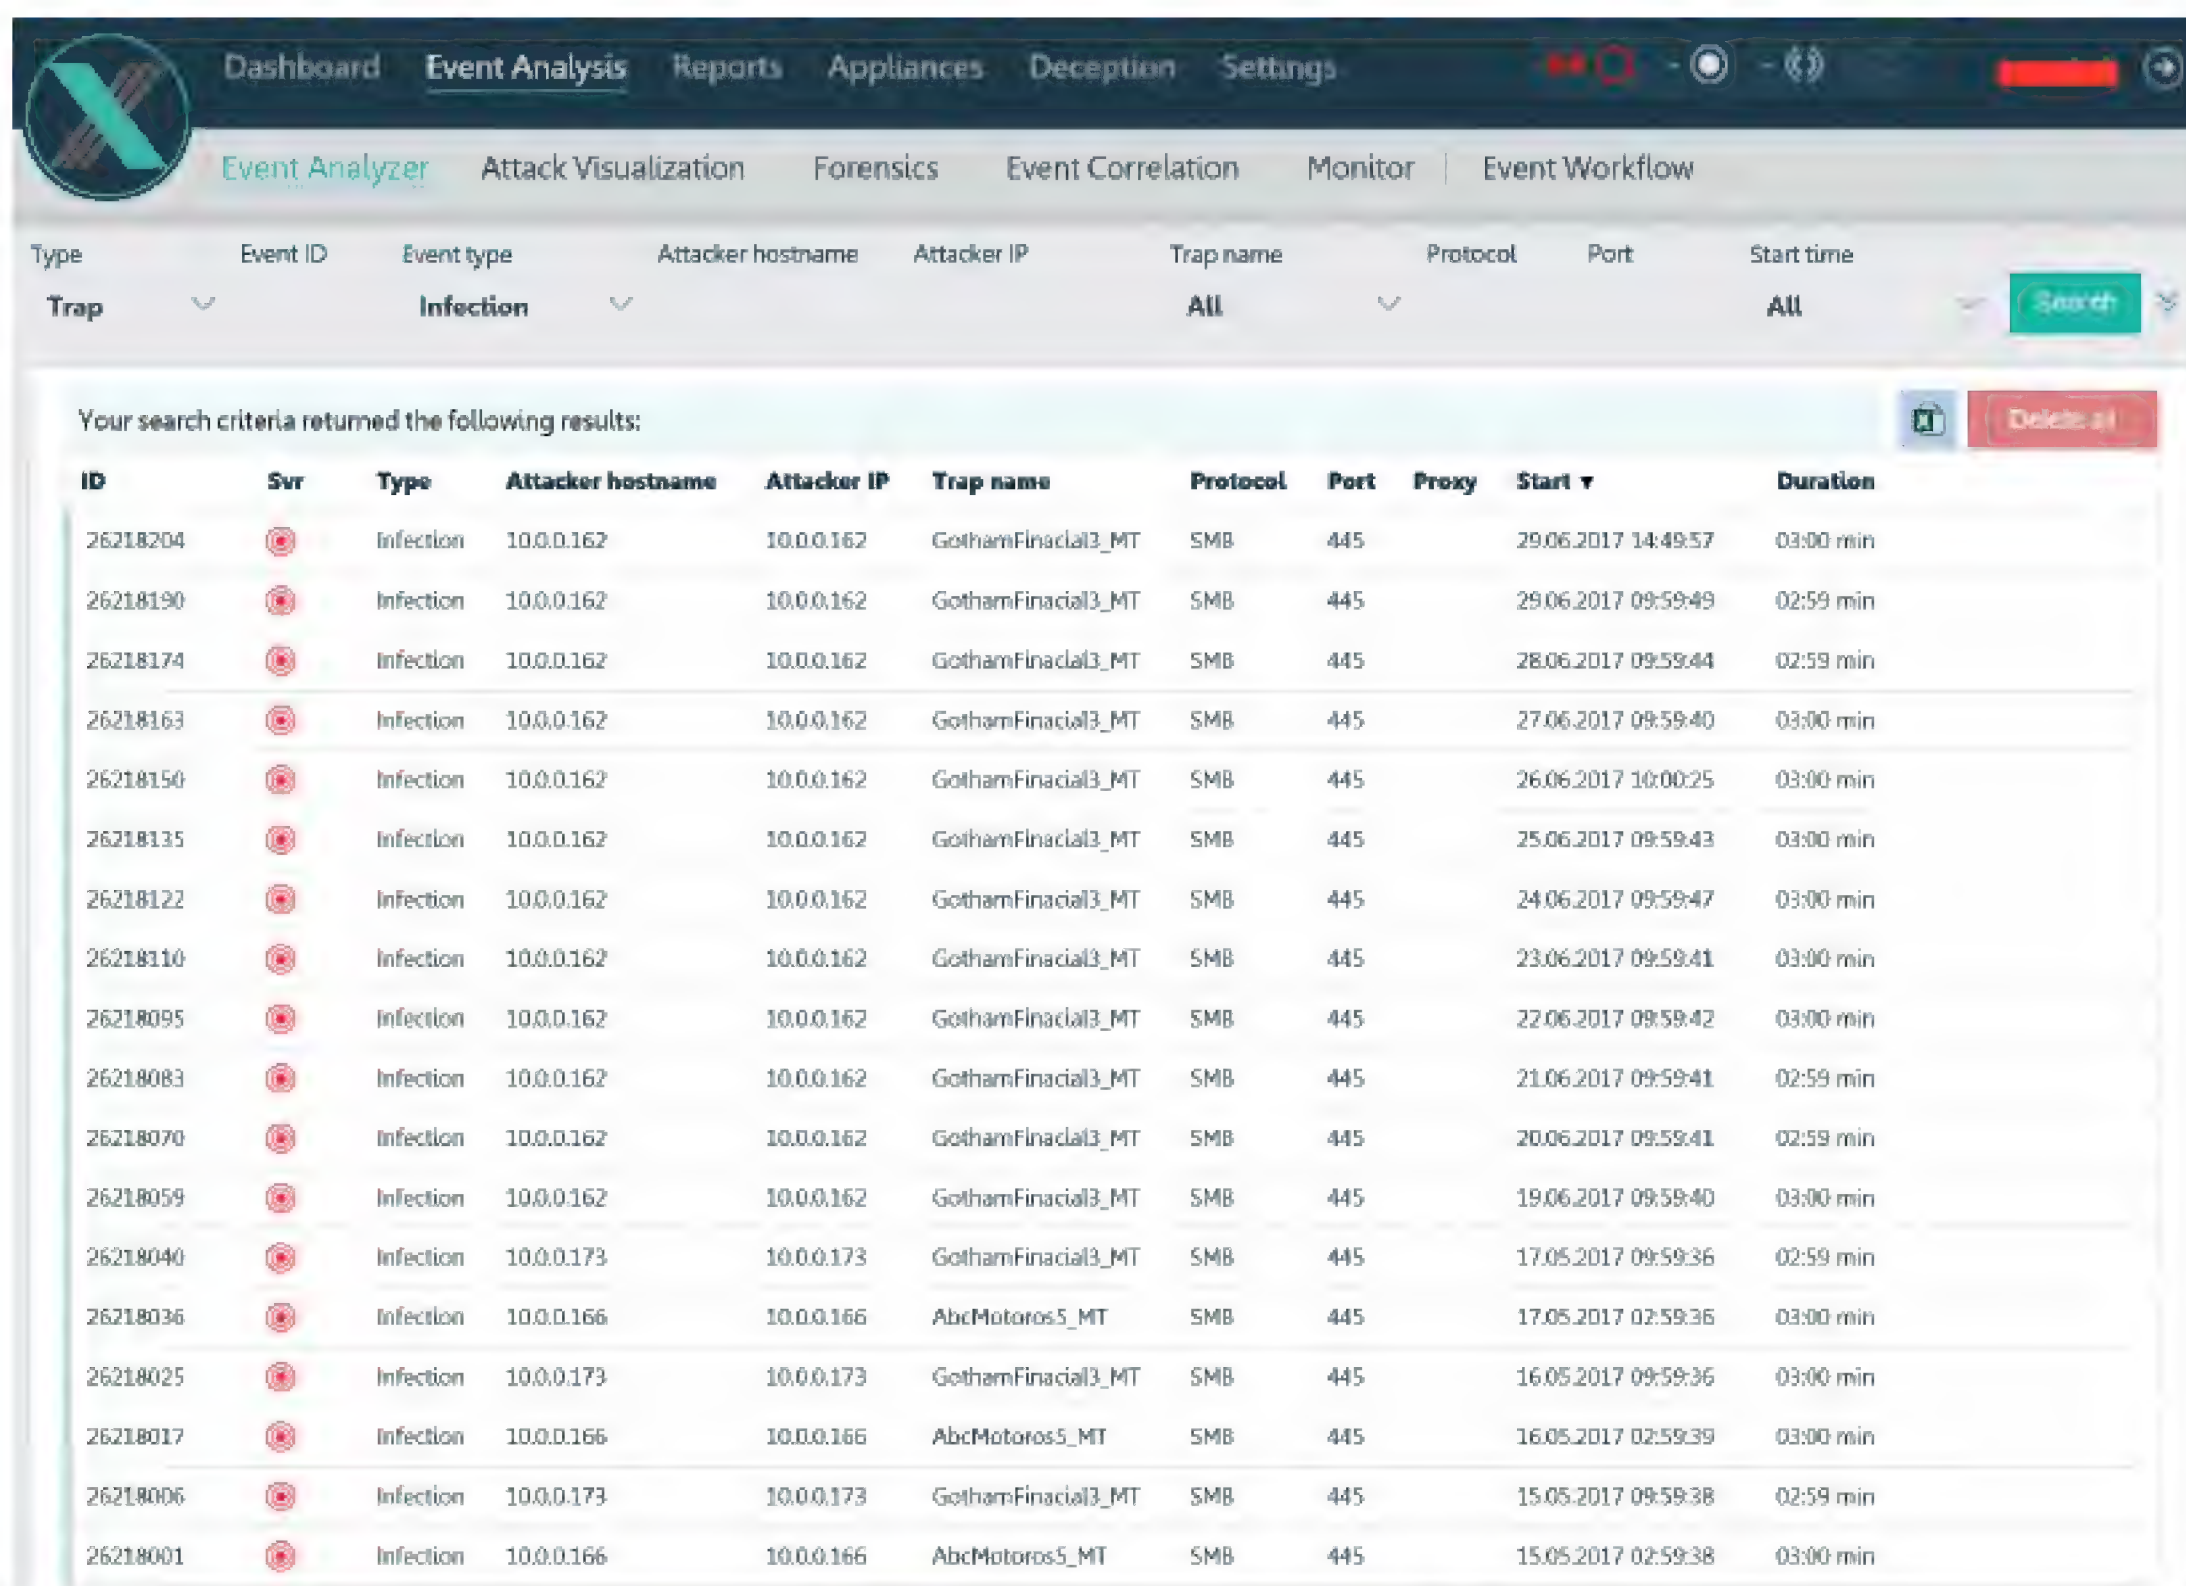 Dashboard Event Analysis Reports Appliances Deception Settings
Event Analyzer Attack Visualization Forensics Event Correlation Monitor Event Workflow
Type Event ID Event type Attacker hostname Attacker IP Trap name Protocol Port Start time
Trap Infection All All Search
Your search criteria returned the following results: Delete all
ID Svr Type Attacker hostname Attacker IP Trap name Protocol Port Proxy Start ▼ Duration
26218204 Infection 10.0.0.162 10.0.0.162 GothamFinacial3_MT SMB 445 29.06.2017 14:49:57 03:00 min
26218190 Infection 10.0.0.162 10.0.0.162 GothamFinacial3_MT SMB 445 29.06.2017 09:59:49 02:59 min
26218174 Infection 10.0.0.162 10.0.0.162 GothamFinacial3_MT SMB 445 28.06.2017 09:59:44 02:59 min
26218163 Infection 10.0.0.162 10.0.0.162 GothamFinacial3_MT SMB 445 27.06.2017 09:59:40 03:00 min
26218150 Infection 10.0.0.162 10.0.0.162 GothamFinacial3_MT SMB 445 26.06.2017 10:00:25 03:00 min
26218135 Infection 10.0.0.162 10.0.0.162 GothamFinacial3_MT SMB 445 25.06.2017 09:59:43 03:00 min
26218122 Infection 10.0.0.162 10.0.0.162 GothamFinacial3_MT SMB 445 24.06.2017 09:59:47 03:00 min
26218110 Infection 10.0.0.162 10.0.0.162 GothamFinacial3_MT SMB 445 23.06.2017 09:59:41 03:00 min
26218095 Infection 10.0.0.162 10.0.0.162 GothamFinacial3_MT SMB 445 22.06.2017 09:59:42 03:00 min
26218083 Infection 10.0.0.162 10.0.0.162 GothamFinacial3_MT SMB 445 21.06.2017 09:59:41 02:59 min
26218070 Infection 10.0.0.162 10.0.0.162 GothamFinacial3_MT SMB 445 20.06.2017 09:59:41 02:59 min
26218059 Infection 10.0.0.162 10.0.0.162 GothamFinacial3_MT SMB 445 19.06.2017 09:59:40 03:00 min
26218040 Infection 10.0.0.173 10.0.0.173 GothamFinacial3_MT SMB 445 17.05.2017 09:59:36 02:59 min
26218036 Infection 10.0.0.166 10.0.0.166 AbcMotoros5_MT SMB 445 17.05.2017 02:59:36 03:00 min
26218025 Infection 10.0.0.173 10.0.0.173 GothamFinacial3_MT SMB 445 16.05.2017 09:59:36 03:00 min
26218017 Infection 10.0.0.166 10.0.0.166 AbcMotoros5_MT SMB 445 16.05.2017 02:59:39 03:00 min
26218006 Infection 10.0.0.173 10.0.0.173 GothamFinacial3_MT SMB 445 15.05.2017 09:59:38 02:59 min
26218001 Infection 10.0.0.166 10.0.0.166 AbcMotoros5_MT SMB 445 15.05.2017 02:59:38 03:00 min